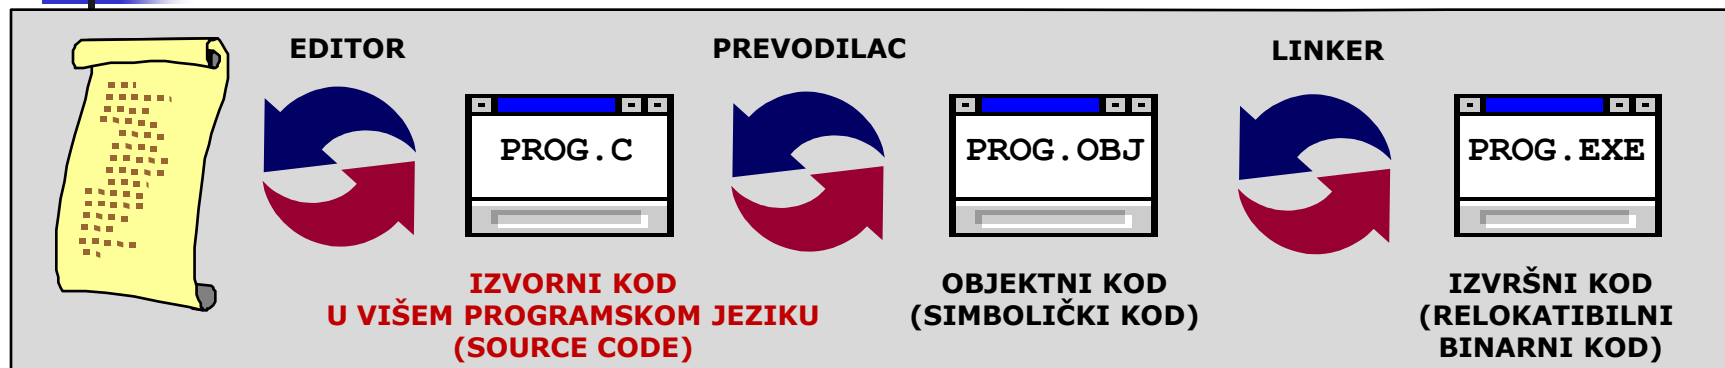 EDITOR
PREVODILAC
LINKER
PROG.C
PROG.OBJ
PROG.EXE
IZVORNI KOD
U VIŠEM PROGRAMSKOM JEZIKU
(SOURCE CODE)
OBJEKTNI KOD
(SIMBOLIČKI KOD)
IZVRŠNI KOD
(RELOKATIBILNI
BINARNI KOD)